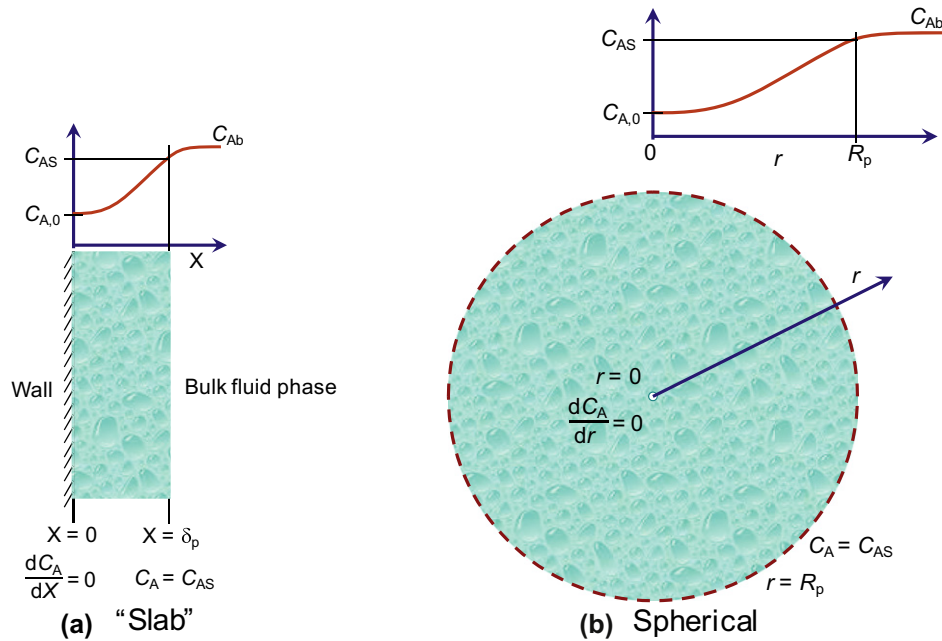 C_Ab
C_AS
C_A,0
X
Wall
Bulk fluid phase
X = 0
X = δ_p
dC_A
dX
= 0
C_A = C_AS
(a) "Slab"
C_Ab
C_AS
C_A,0
0
r
R_p
r
r = 0
dC_A
dr
= 0
C_A = C_AS
r = R_p
(b) Spherical